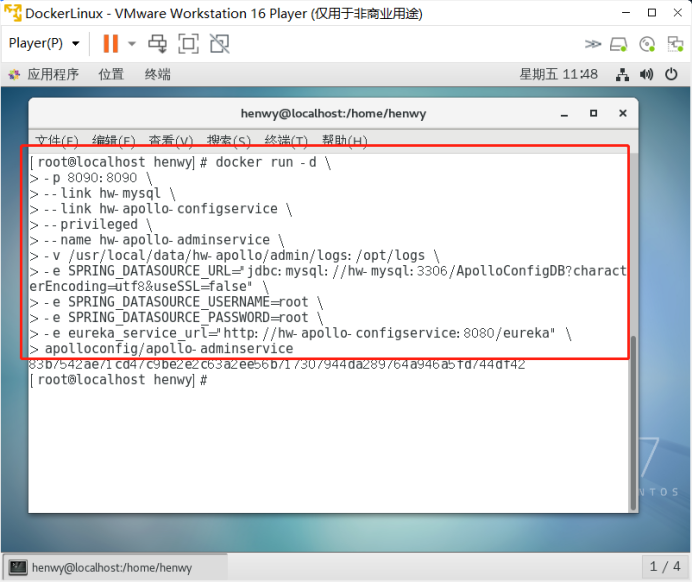 DockerLinux - VMware Workstation 16 Player (仅用于非商业用途)
Player(P)
应用程序 位置 终端 星期五 11:48
henwy@localhost:/home/henwy
文件(F) 编辑(E) 查看(V) 搜索(S) 终端(T) 帮助(H)
[root@localhost henwy]# docker run -d \
> -p 8090:8090 \
> --link hw-mysql \
> --link hw-apollo-configservice \
> --privileged \
> --name hw-apollo-adminservice \
> -v /usr/local/data/hw-apollo/admin/logs:/opt/logs \
> -e SPRING_DATASOURCE_URL="jdbc:mysql://hw-mysql:3306/ApolloConfigDB?charact
erEncoding=utf8&useSSL=false" \
> -e SPRING_DATASOURCE_USERNAME=root \
> -e SPRING_DATASOURCE_PASSWORD=root \
> -e eureka_service_url="http://hw-apollo-configservice:8080/eureka" \
> apolloconfig/apollo-adminservice
83b7542ae71cd47c9be2e2c63a2ee56b717307944da289764a946a5fd744df42
[root@localhost henwy]#
7
NTOS
henwy@localhost:/home/henwy
1 / 4